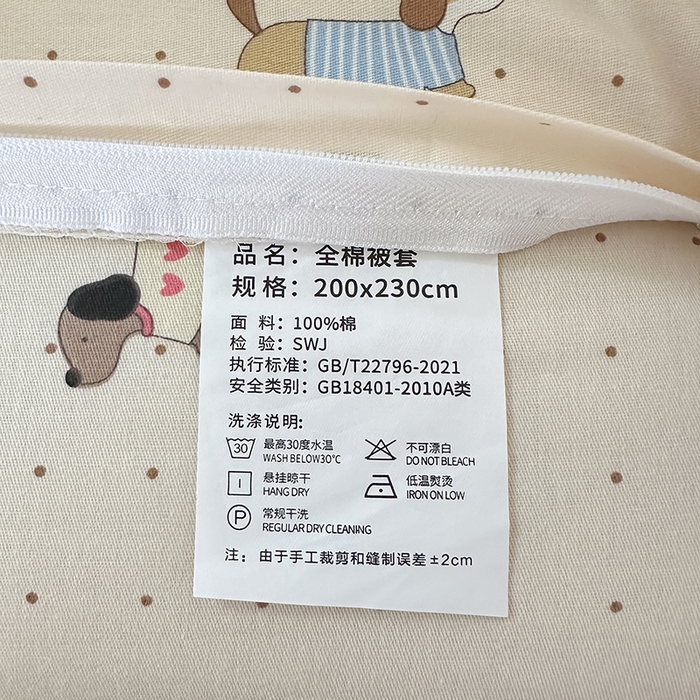 品名：全棉被套
规格：200x230cm
面 料：100%棉
检 验：SWJ
执行标准：GB/T22796-2021
安全类别：GB18401-2010A类
洗涤说明:
30 最高30度水温 不可漂白
WASH BELOW30℃ DO NOT BLEACH
悬挂晾干 低温熨烫
HANG DRY IRON ON LOW
P 常规干洗
REGULAR DRY CLEANING
注：由于手工裁剪和缝制误差±2cm